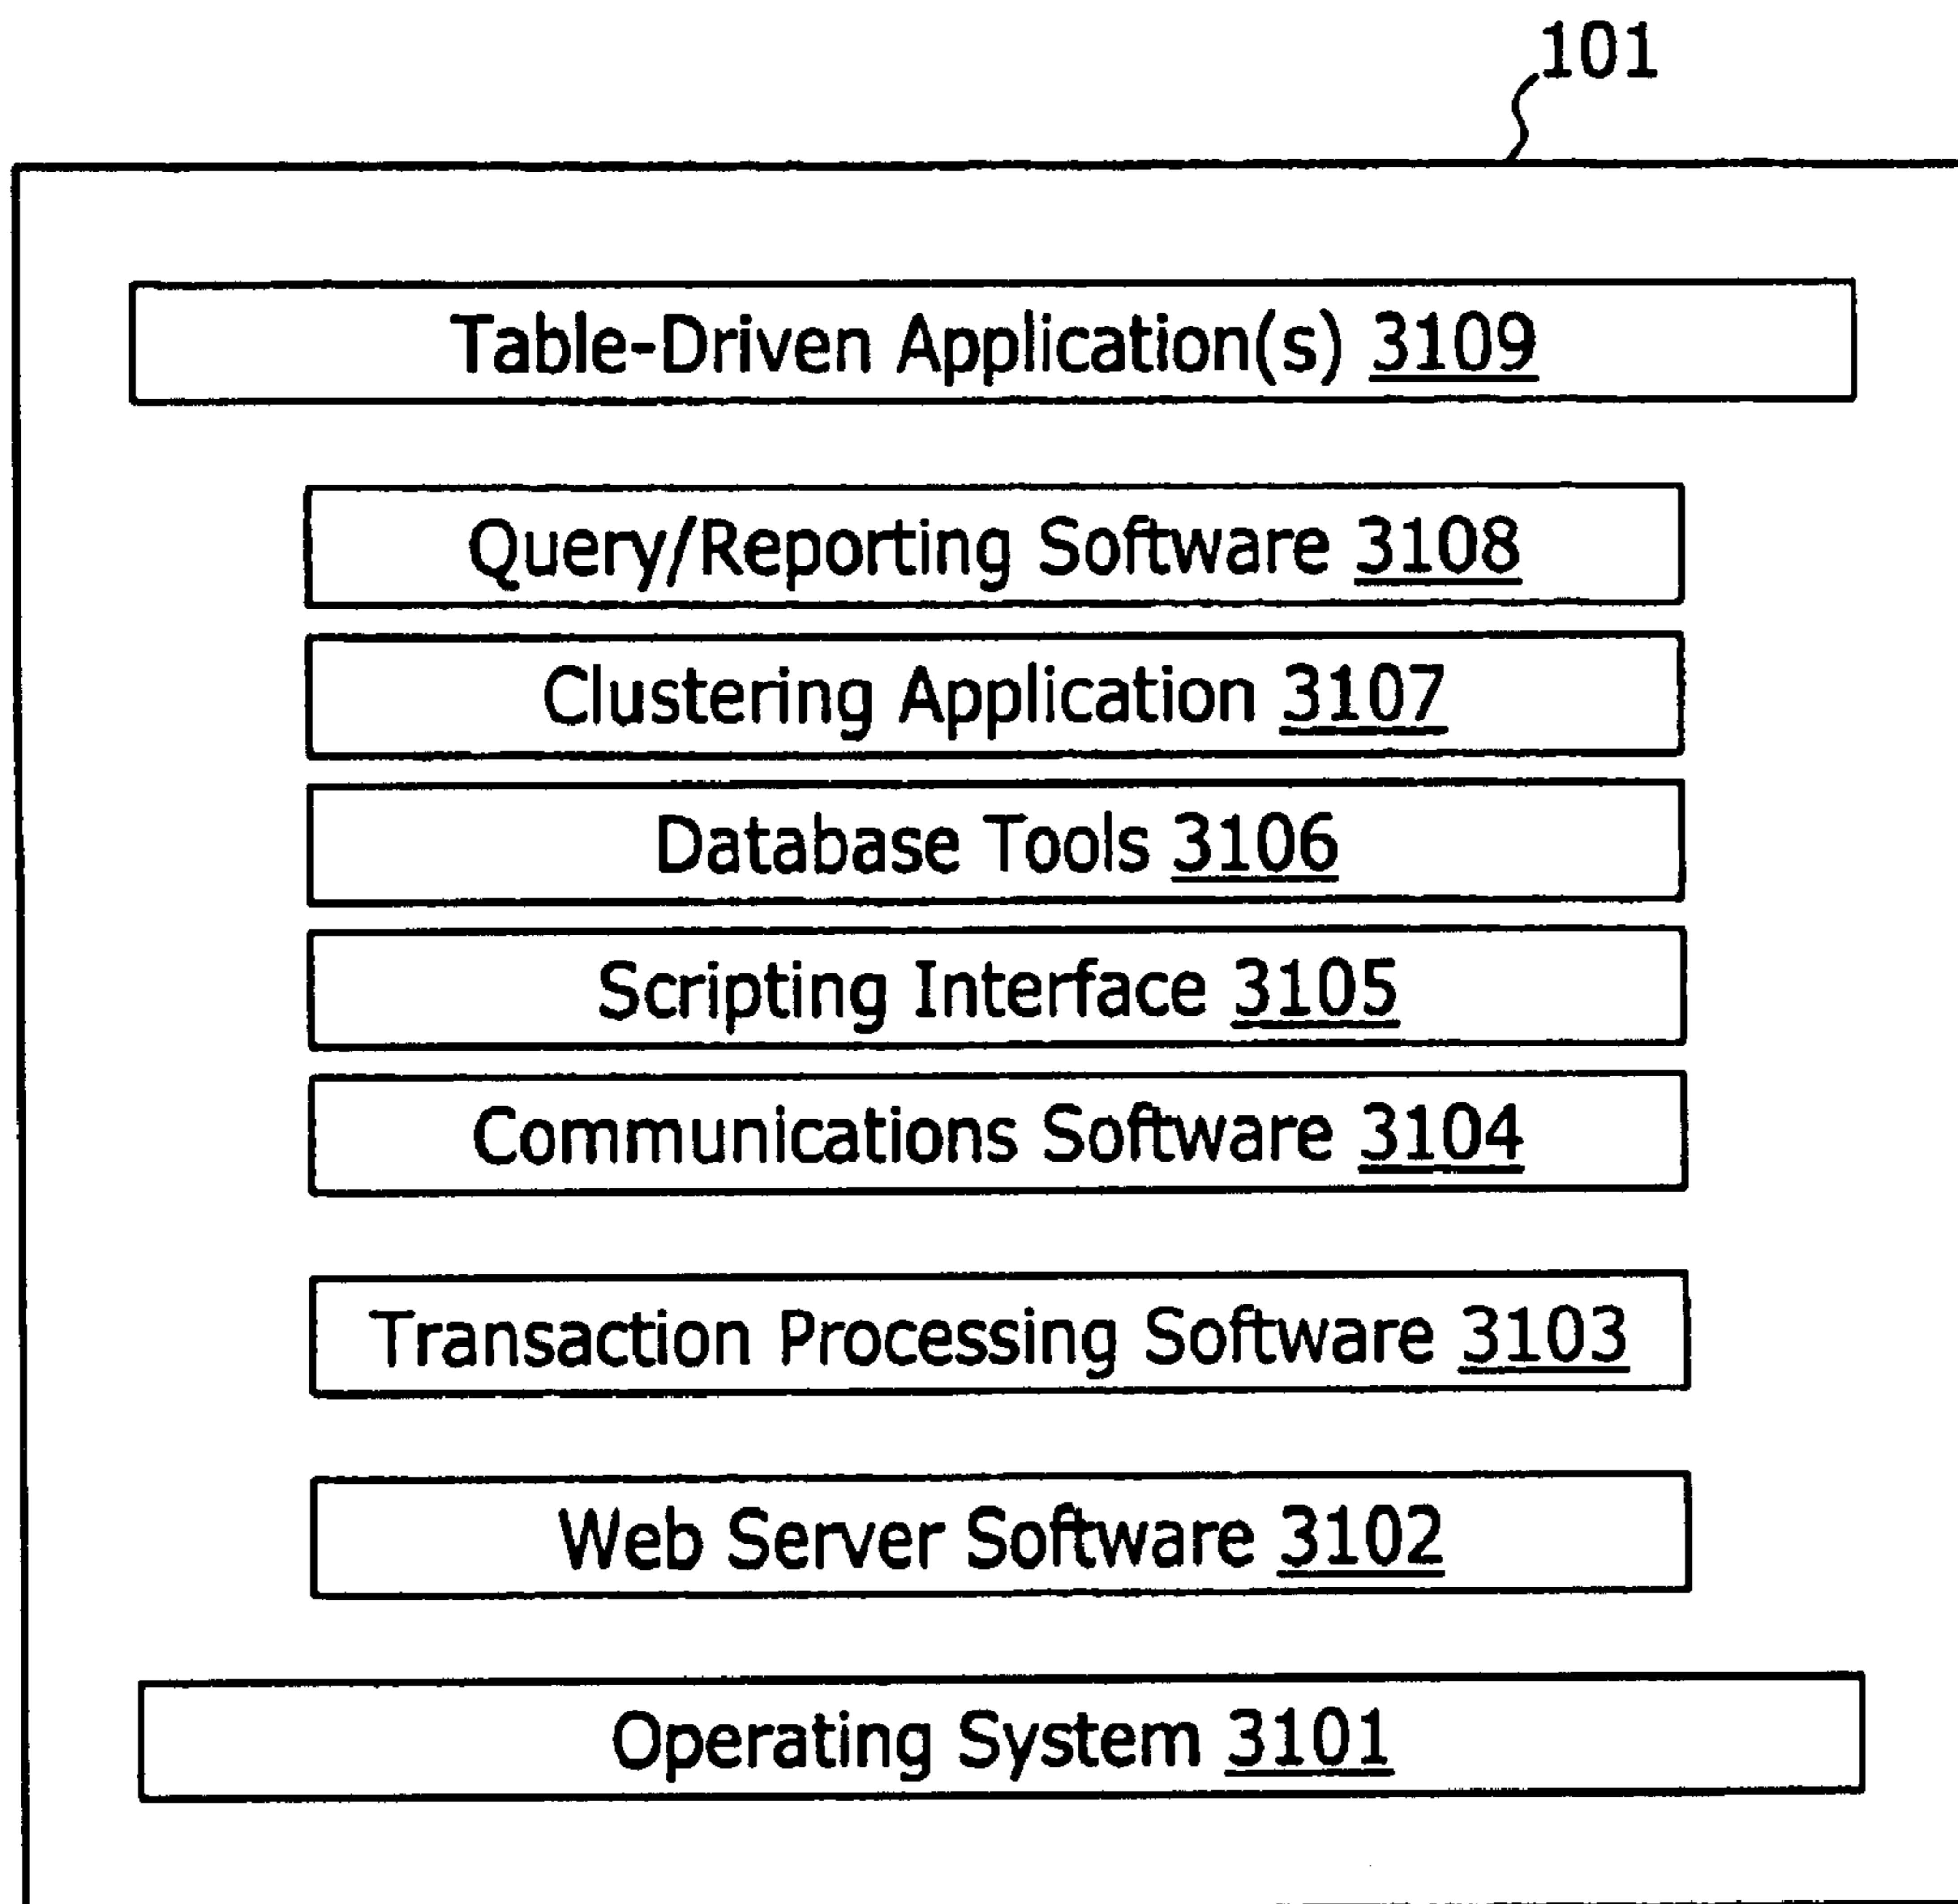 101
Table-Driven Application(s) 3109
Query/Reporting Software 3108
Clustering Application 3107
Database Tools 3106
Scripting Interface 3105
Communications Software 3104
Transaction Processing Software 3103
Web Server Software 3102
Operating System 3101